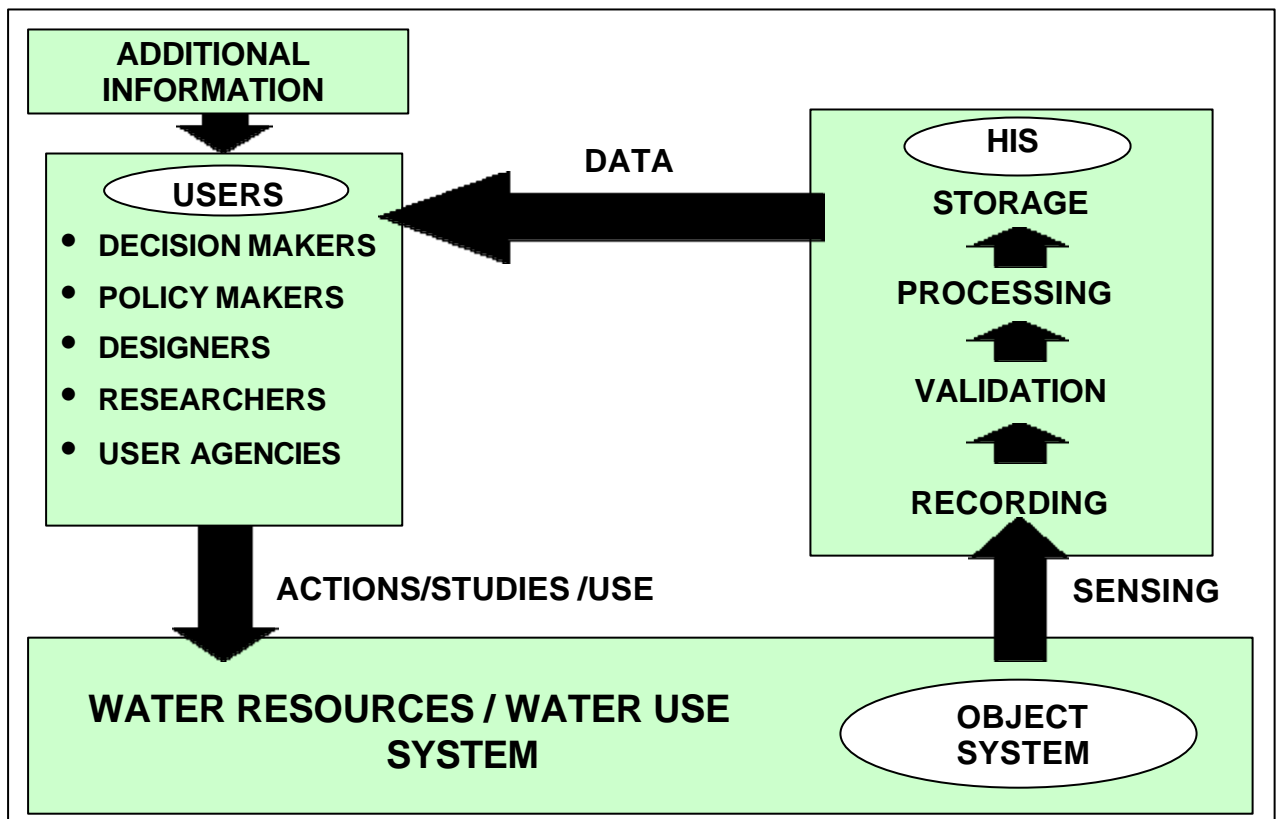 ADDITIONAL
INFORMATION
USERS
• DECISION MAKERS
• POLICY MAKERS
• DESIGNERS
• RESEARCHERS
• USER AGENCIES
DATA
HIS
STORAGE
PROCESSING
VALIDATION
RECORDING
ACTIONS/STUDIES /USE
SENSING
WATER RESOURCES / WATER USE
SYSTEM
OBJECT
SYSTEM